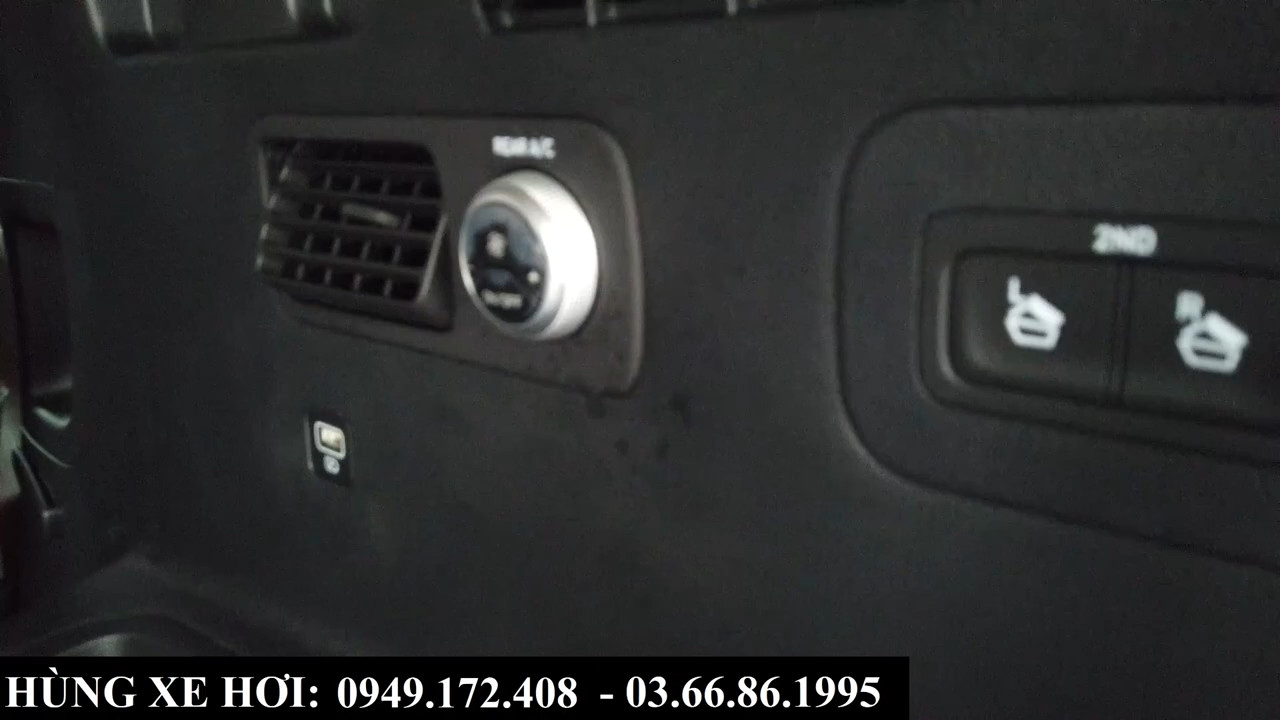 REAR A/C
2ND
L
R
HÙNG XE HƠI: 0949.172.408 - 03.66.86.1995